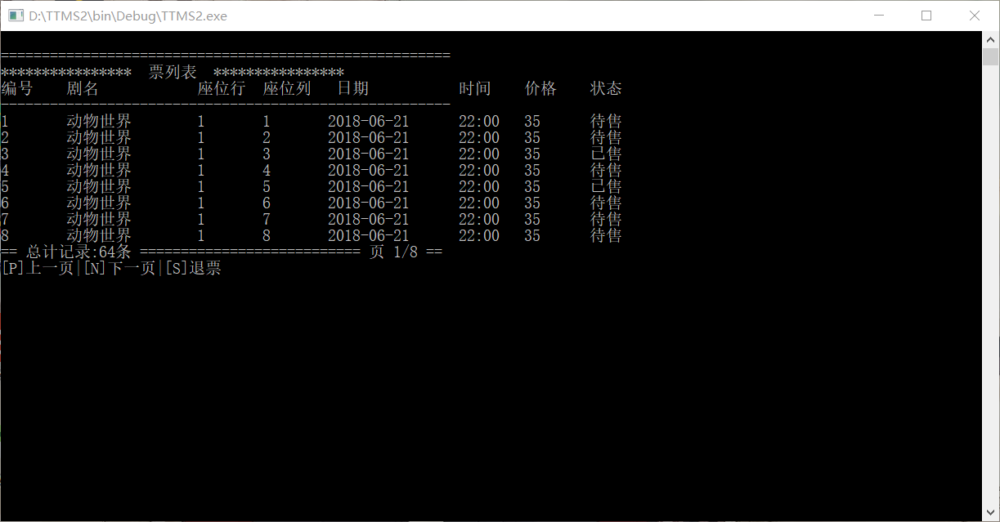 D:\TTMS2\bin\Debug\TTMS2.exe
=======================================================
**************** 票列表 ****************
编号 剧名 座位行 座位列 日期 时间 价格 状态
-------------------------------------------------------
1 动物世界 1 1 2018-06-21 22:00 35 待售
2 动物世界 1 2 2018-06-21 22:00 35 待售
3 动物世界 1 3 2018-06-21 22:00 35 已售
4 动物世界 1 4 2018-06-21 22:00 35 待售
5 动物世界 1 5 2018-06-21 22:00 35 已售
6 动物世界 1 6 2018-06-21 22:00 35 待售
7 动物世界 1 7 2018-06-21 22:00 35 待售
8 动物世界 1 8 2018-06-21 22:00 35 待售
== 总计记录:64条 =========================== 页 1/8 ==
[P]上一页|[N]下一页|[S]退票